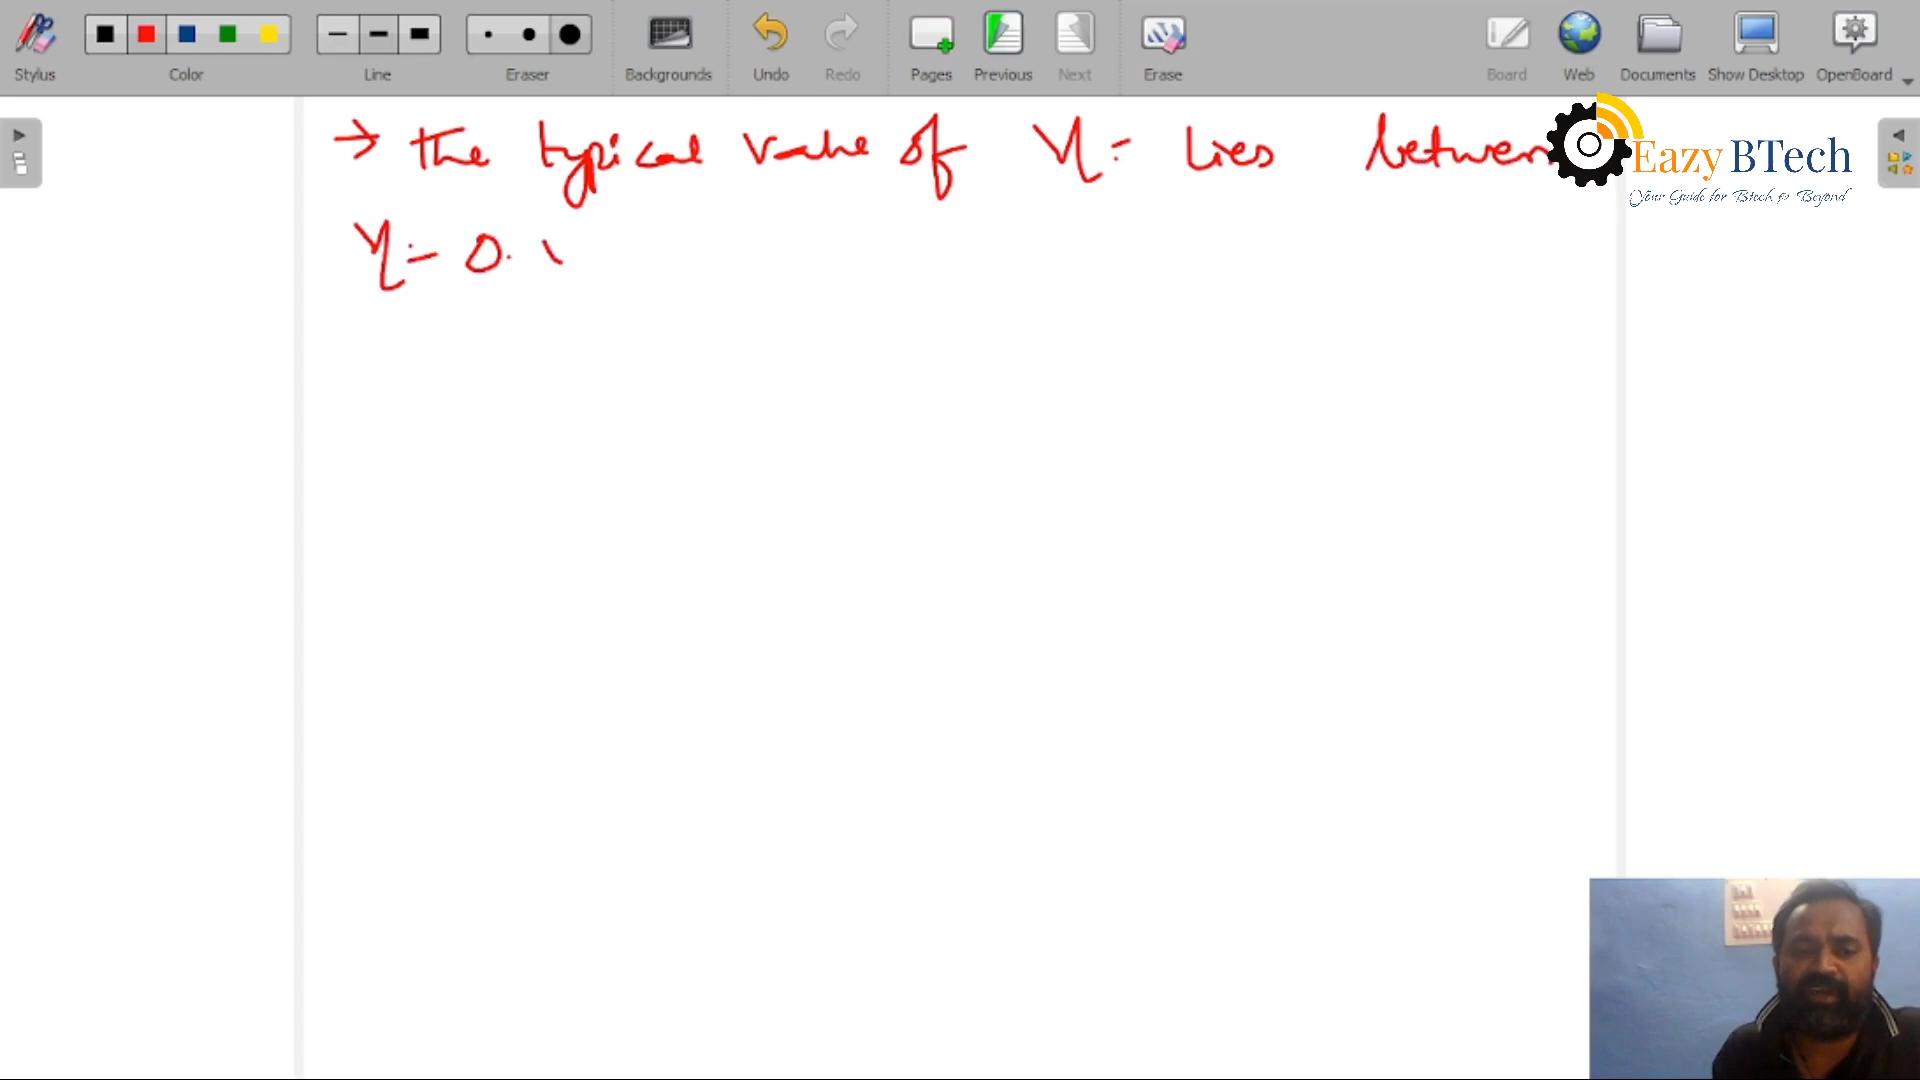 Stylus Color Line Eraser Backgrounds Undo Redo Pages Previous Next Erase Board Web Documents Show Desktop OpenBoard
→ the typical value of η = lies between
Eazy BTech
Your Guide for Btech & Beyond
η = 0.